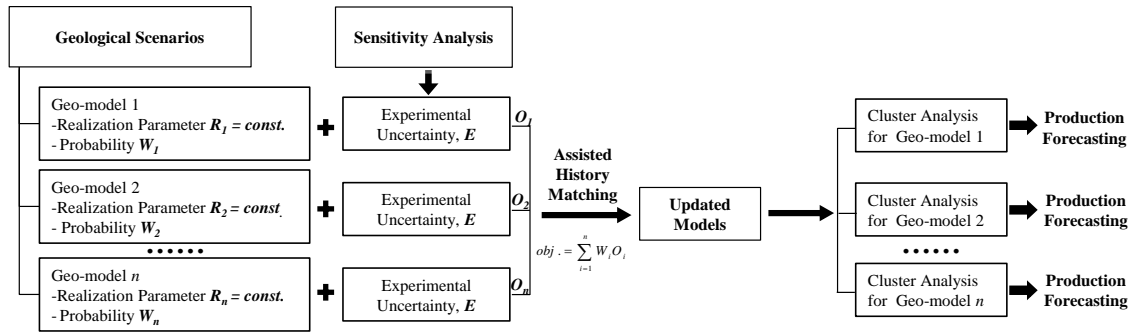 Geological Scenarios
Sensitivity Analysis
Geo-model 1
-Realization Parameter R1 = const.
- Probability W1
Experimental
Uncertainty, E
O1
Geo-model 2
-Realization Parameter R2 = const.
- Probability W2
Experimental
Uncertainty, E
O2
......
Geo-model n
-Realization Parameter Rn = const.
- Probability Wn
Experimental
Uncertainty, E
On
Assisted
History
Matching
obj . = ∑ i=1 n WiOi
Updated
Models
Cluster Analysis
for Geo-model 1
Production
Forecasting
Cluster Analysis
for Geo-model 2
Production
Forecasting
......
Cluster Analysis
for Geo-model n
Production
Forecasting